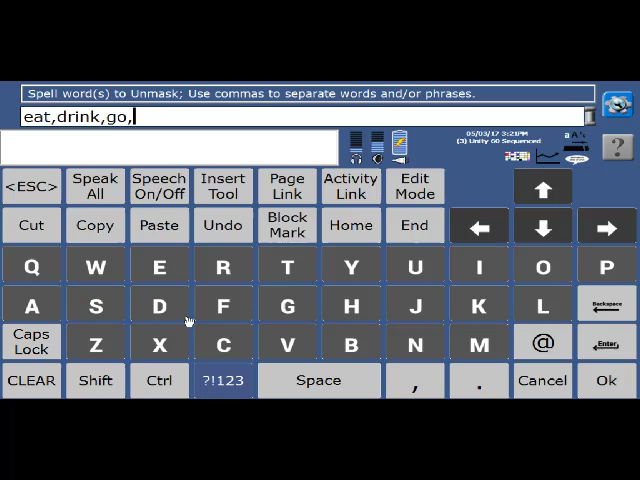 Spell word(s) to Unmask; Use commas to separate words and/or phrases.
eat,drink,go,
05/03/17 3:21PM
(3) Unity 60 Sequenced
?
<ESC> Speak All Speech On/Off Insert Tool Page Link Activity Link Edit Mode
Cut Copy Paste Undo Block Mark Home End
Q W E R T Y U I O P
A S D F G H J K L Backspace
Caps Lock Z X C V B N M @ Enter
CLEAR Shift Ctrl ?!123 Space , . Cancel Ok